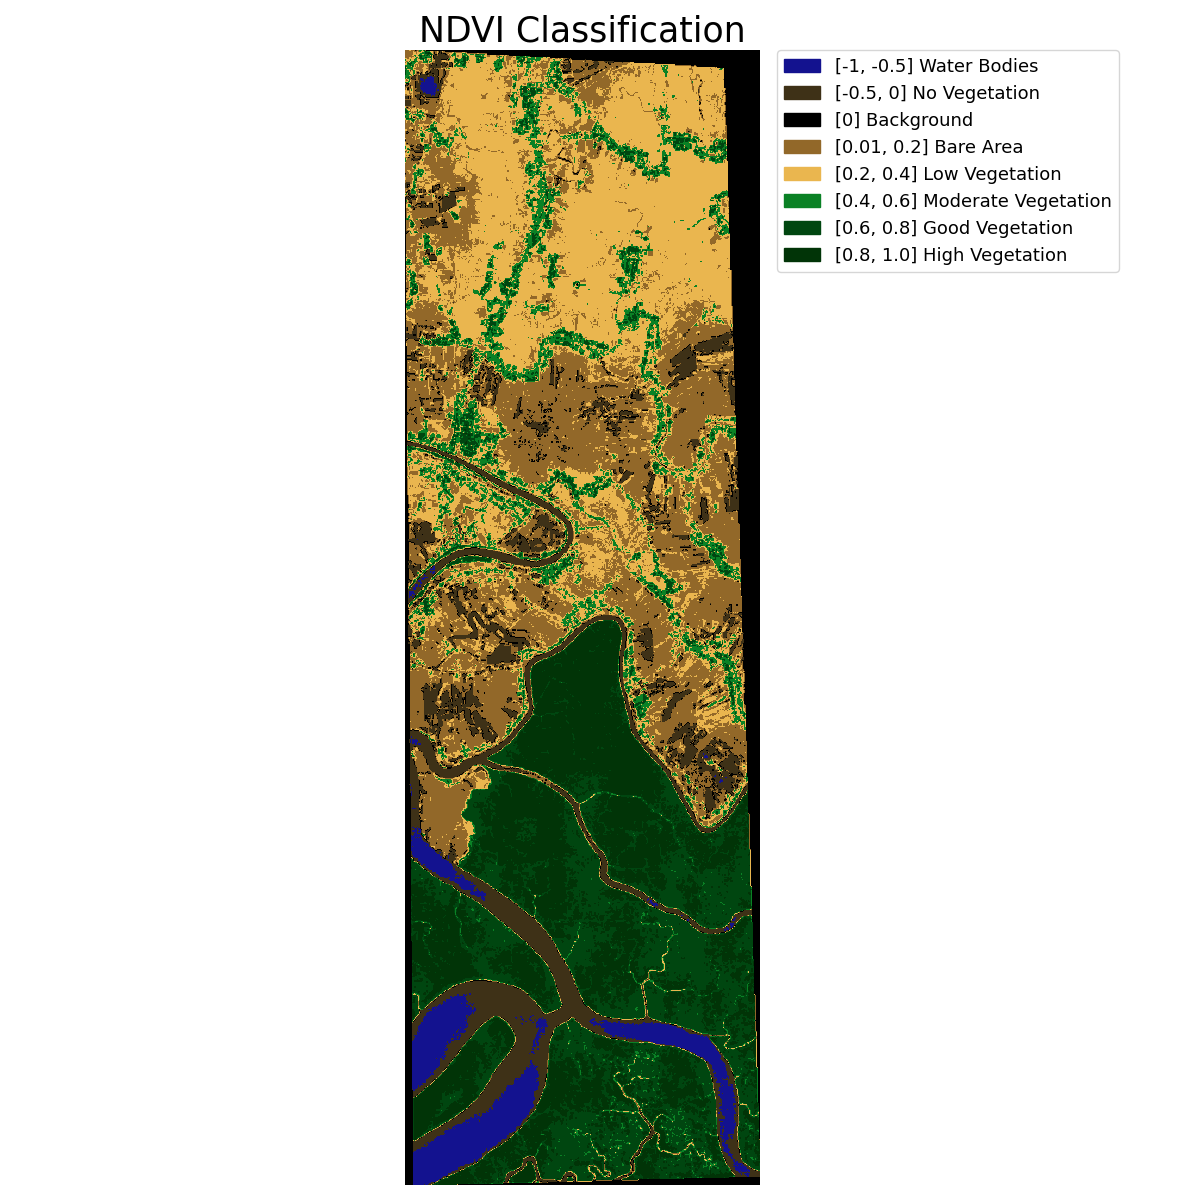 NDVI Classification
[-1, -0.5] Water Bodies
[-0.5, 0] No Vegetation
[0] Background
[0.01, 0.2] Bare Area
[0.2, 0.4] Low Vegetation
[0.4, 0.6] Moderate Vegetation
[0.6, 0.8] Good Vegetation
[0.8, 1.0] High Vegetation